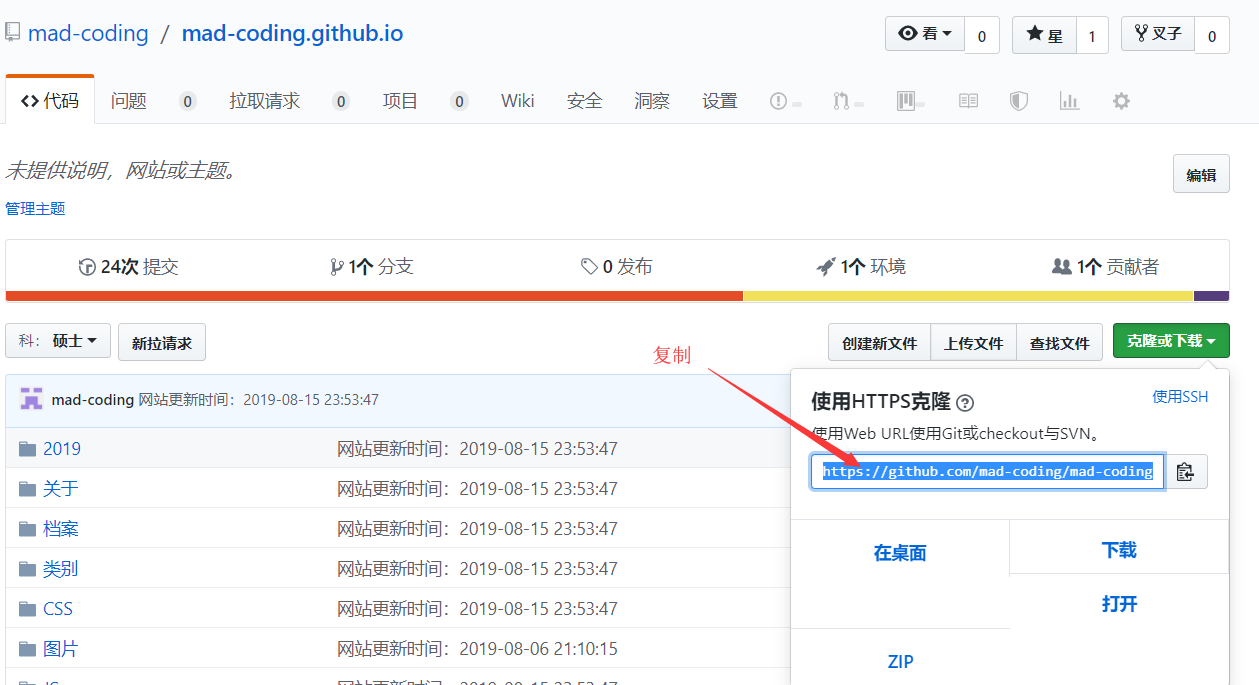 mad-coding / mad-coding.github.io
看 0
星 1
叉子 0
代码
问题 0
拉取请求 0
项目 0
Wiki
安全
洞察
设置
未提供说明，网站或主题。
编辑
管理主题
24次 提交
1个 分支
0 发布
1个 环境
1个 贡献者
科： 硕士
新拉请求
创建新文件
上传文件
查找文件
克隆或下载
复制
mad-coding 网站更新时间：2019-08-15 23:53:47
2019 网站更新时间：2019-08-15 23:53:47
关于 网站更新时间：2019-08-15 23:53:47
档案 网站更新时间：2019-08-15 23:53:47
类别 网站更新时间：2019-08-15 23:53:47
CSS 网站更新时间：2019-08-15 23:53:47
图片 网站更新时间：2019-08-06 21:10:15
使用HTTPS克隆
使用SSH
使用Web URL使用Git或checkout与SVN。
https://github.com/mad-coding/mad-coding
在桌面
下载
打开
ZIP